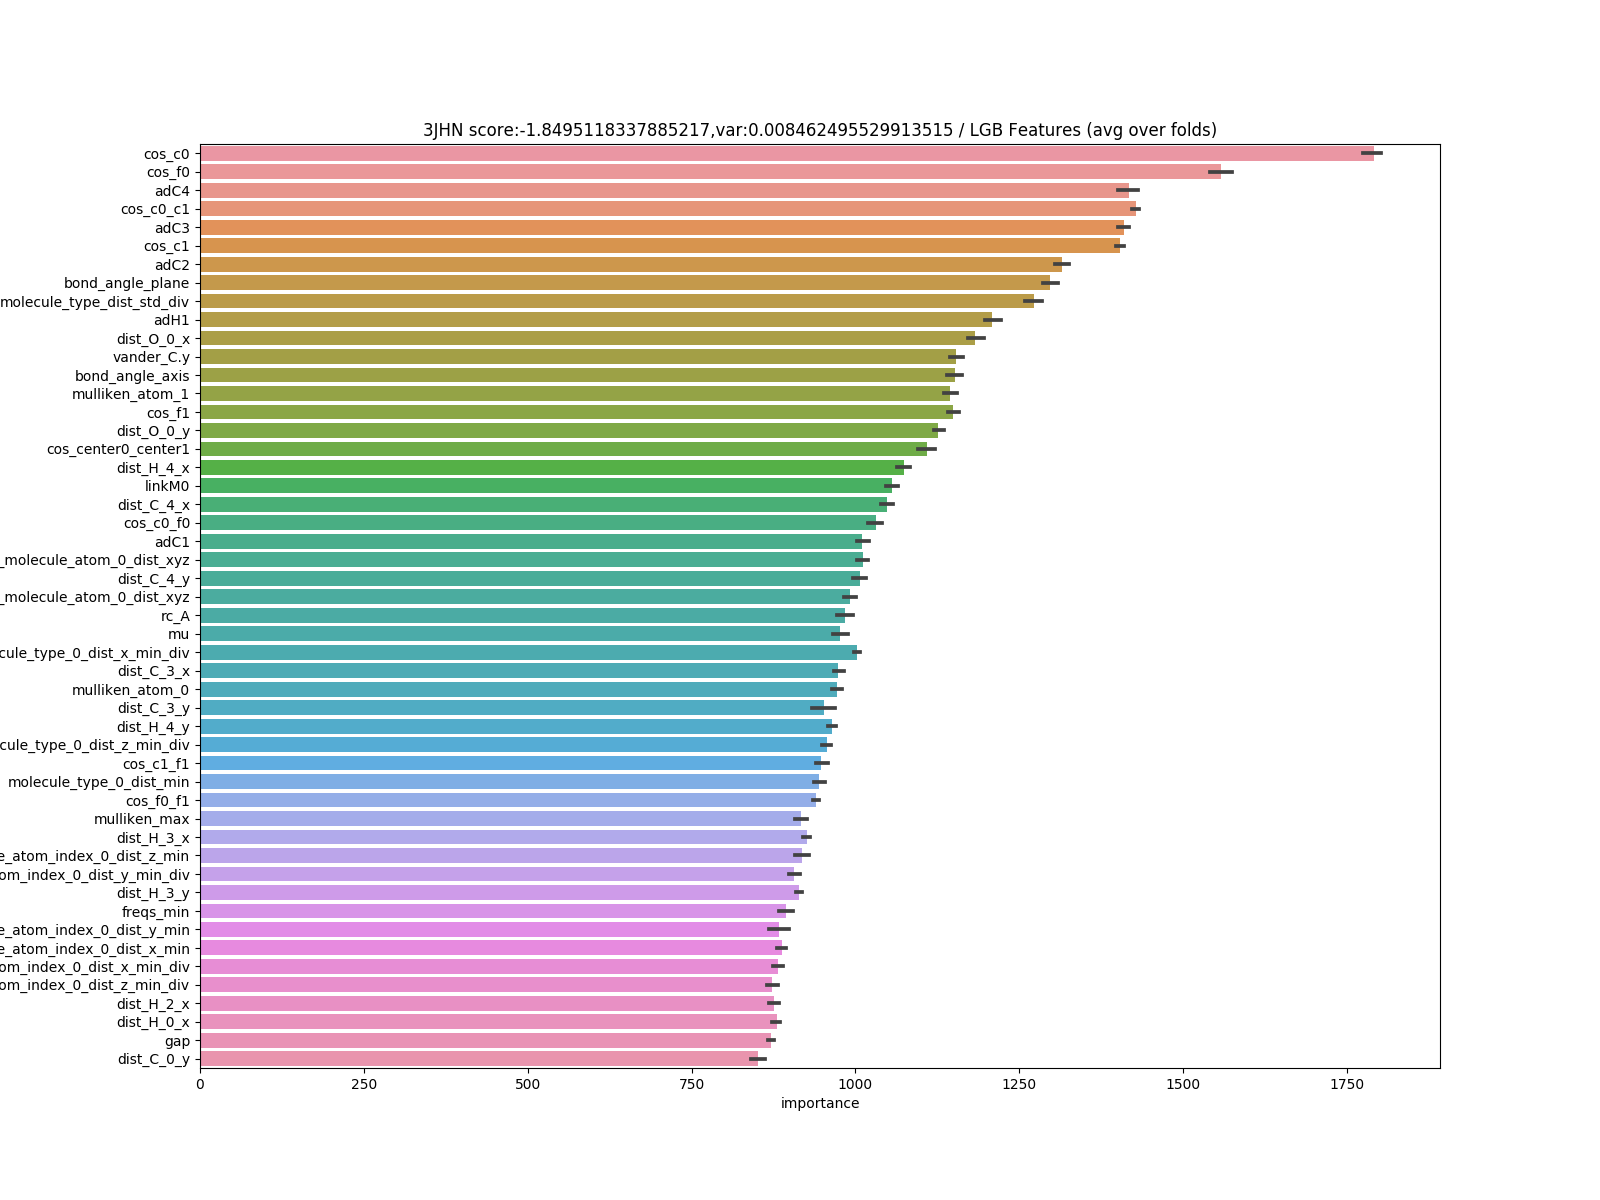 3JHN score:-1.8495118337885217,var:0.008462495529913515 / LGB Features (avg over folds)
cos_c0
cos_f0
adC4
cos_c0_c1
adC3
cos_c1
adC2
bond_angle_plane
molecule_type_dist_std_div
adH1
dist_O_0_x
vander_C.y
bond_angle_axis
mulliken_atom_1
cos_f1
dist_O_0_y
cos_center0_center1
dist_H_4_x
linkM0
dist_C_4_x
cos_c0_f0
adC1
_molecule_atom_0_dist_xyz
dist_C_4_y
_molecule_atom_0_dist_xyz
rc_A
mu
cule_type_0_dist_x_min_div
dist_C_3_x
mulliken_atom_0
dist_C_3_y
dist_H_4_y
cule_type_0_dist_z_min_div
cos_c1_f1
molecule_type_0_dist_min
cos_f0_f1
mulliken_max
dist_H_3_x
e_atom_index_0_dist_z_min
om_index_0_dist_y_min_div
dist_H_3_y
freqs_min
e_atom_index_0_dist_y_min
e_atom_index_0_dist_x_min
om_index_0_dist_x_min_div
om_index_0_dist_z_min_div
dist_H_2_x
dist_H_0_x
gap
dist_C_0_y
0 250 500 750 1000 1250 1500 1750
importance